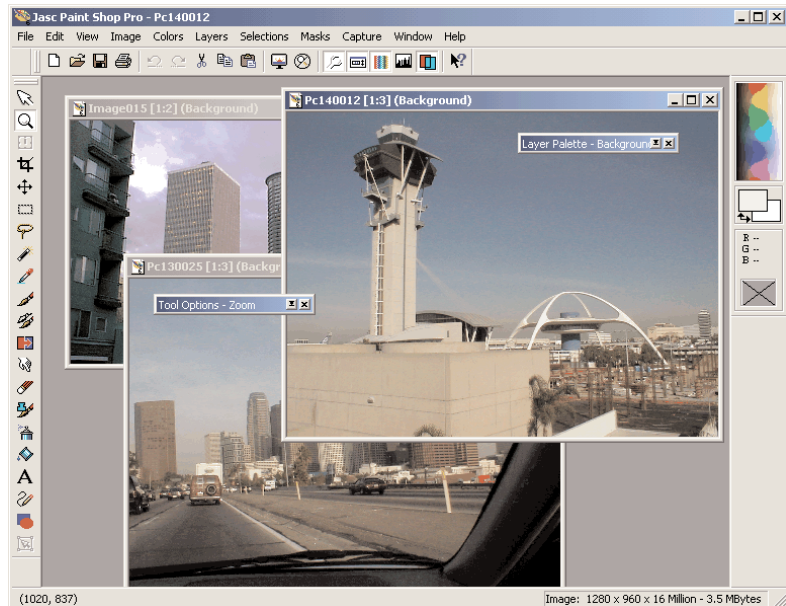 Jasc Paint Shop Pro - Pc140012
File Edit View Image Colors Layers Selections Masks Capture Window Help
Image015 [1:2] (Background)
Pc140012 [1:3] (Background)
Layer Palette - Background
Pc130025 [1:3] (Backgr
Tool Options - Zoom
R --
G --
B --
A
(1020, 837)
Image: 1280 x 960 x 16 Million - 3.5 MBytes